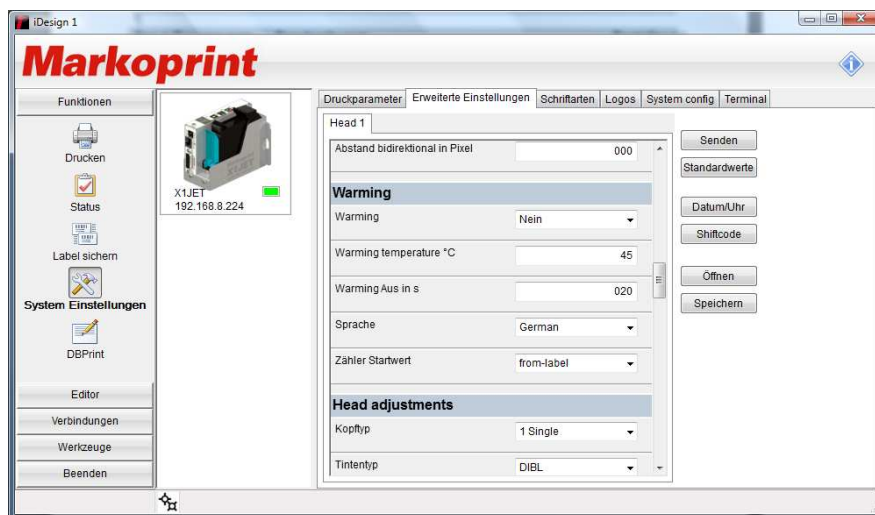 iDesign 1
Markoprint
Funktionen
Drucken
Status
Label sichern
System Einstellungen
DBPrint
Editor
Verbindungen
Werkzeuge
Beenden
X1JET
192.168.8.224
Druckparameter Erweiterte Einstellungen Schriftarten Logos System config Terminal
Head 1
Abstand bidirektional in Pixel 000
Warming
Warming Nein
Warming temperature °C 45
Warming Aus in s 020
Sprache German
Zähler Startwert from-label
Head adjustments
Kopftyp 1 Single
Tintentyp DIBL
Senden
Standardwerte
Datum/Uhr
Shiftcode
Öffnen
Speichern